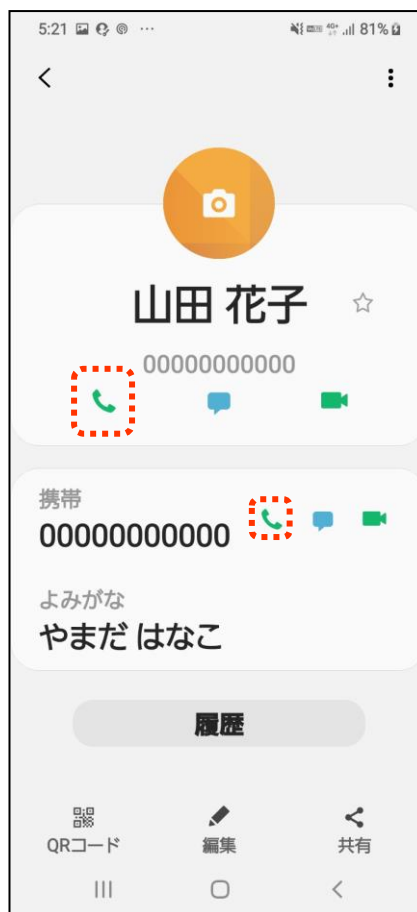 5:21 ... 81%
山田 花子
00000000000
携帯
00000000000
よみがな
やまだ はなこ
履歴
QRコード 編集 共有